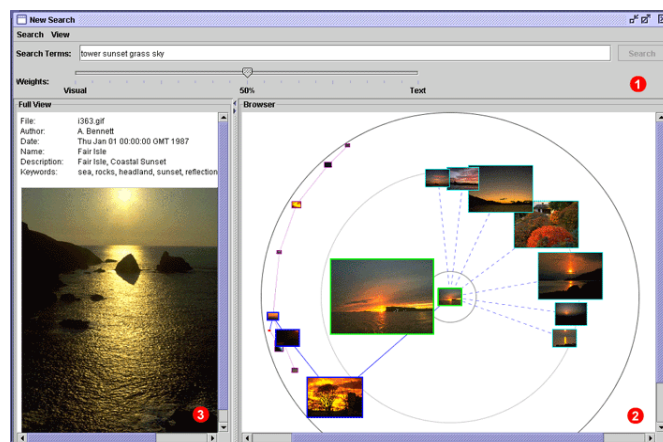 New Search
Search View
Search Terms: tower sunset grass sky Search
Weights:
Visual 50% Text
1
Full View
Browser
File: i363.gif
Author: A. Bennett
Date: Thu Jan 01 00:00:00 GMT 1987
Name: Fair Isle
Description: Fair Isle, Coastal Sunset
Keywords: sea, rocks, headland, sunset, reflection
3
2